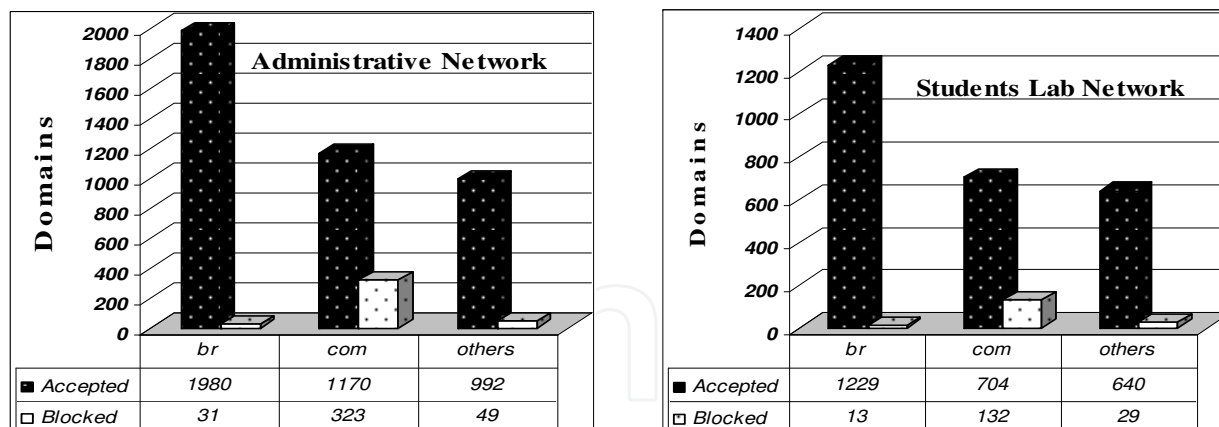 Administrative Network
Domains
2000
1800
1600
1400
1200
1000
800
600
400
200
0
br com others
Accepted 1980 1170 992
Blocked 31 323 49
Students Lab Network
Domains
1400
1200
1000
800
600
400
200
0
br com others
Accepted 1229 704 640
Blocked 13 132 29